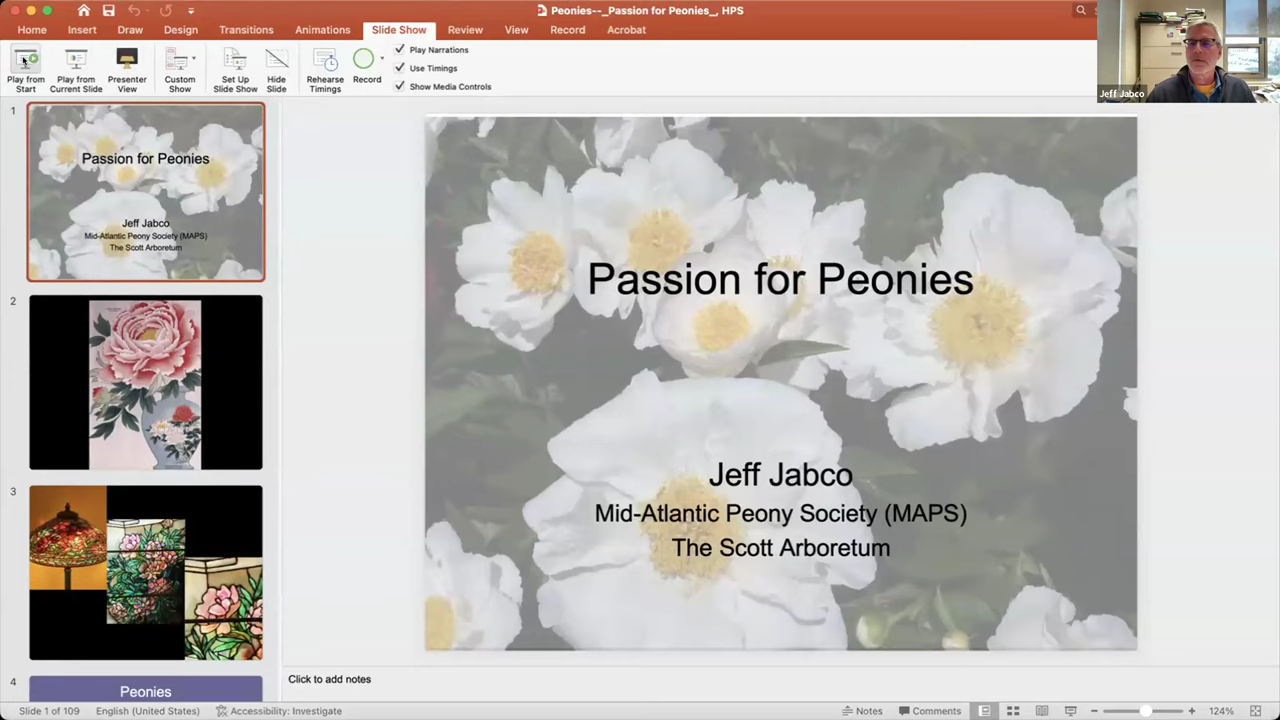 Peonies--_Passion for Peonies_, HPS
Home Insert Draw Design Transitions Animations Slide Show Review View Record Acrobat
Play from Start
Play from Current Slide
Presenter View
Custom Show
Set Up Slide Show
Hide Slide
Rehearse Timings
Record
Play Narrations
Use Timings
Show Media Controls
Jeff Jabco
1
Passion for Peonies
Jeff Jabco
Mid-Atlantic Peony Society (MAPS)
The Scott Arboretum
2
3
4
Peonies
Passion for Peonies
Jeff Jabco
Mid-Atlantic Peony Society (MAPS)
The Scott Arboretum
Click to add notes
Slide 1 of 109 English (United States) Accessibility: Investigate Notes Comments 124%